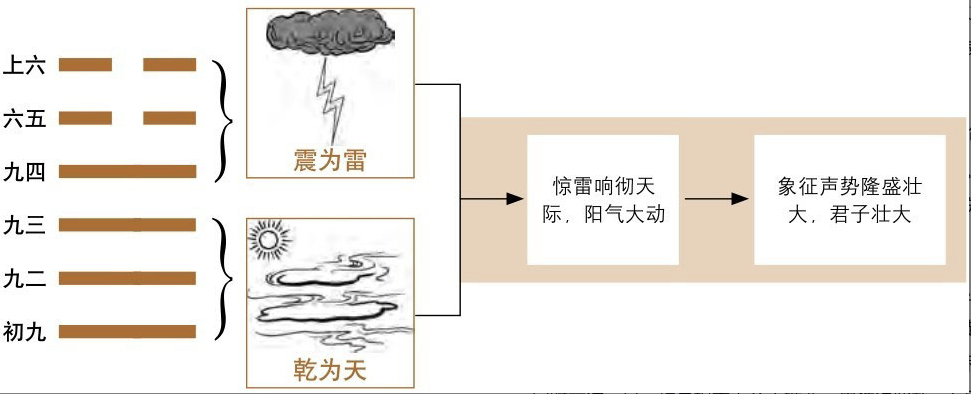 上六
六五
九四
九三
九二
初九
震为雷
乾为天
惊雷响彻天
际，阳气大动
象征声势隆盛壮
大，君子壮大